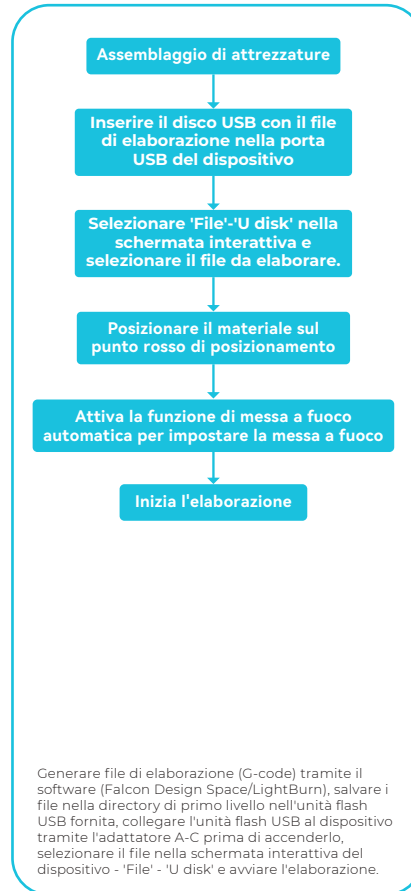 Assemblaggio di attrezzature
Inserire il disco USB con il file
di elaborazione nella porta
USB del dispositivo
Selezionare 'File'-'U disk' nella
schermata interattiva e
selezionare il file da elaborare.
Posizionare il materiale sul
punto rosso di posizionamento
Attiva la funzione di messa a fuoco
automatica per impostare la messa a fuoco
Inizia l'elaborazione
Generare file di elaborazione (G-code) tramite il
software (Falcon Design Space/LightBurn), salvare i
file nella directory di primo livello nell'unità flash
USB fornita, collegare l'unità flash USB al dispositivo
tramite l'adattatore A-C prima di accenderlo,
selezionare il file nella schermata interattiva del
dispositivo - 'File' - 'U disk' e avviare l'elaborazione.